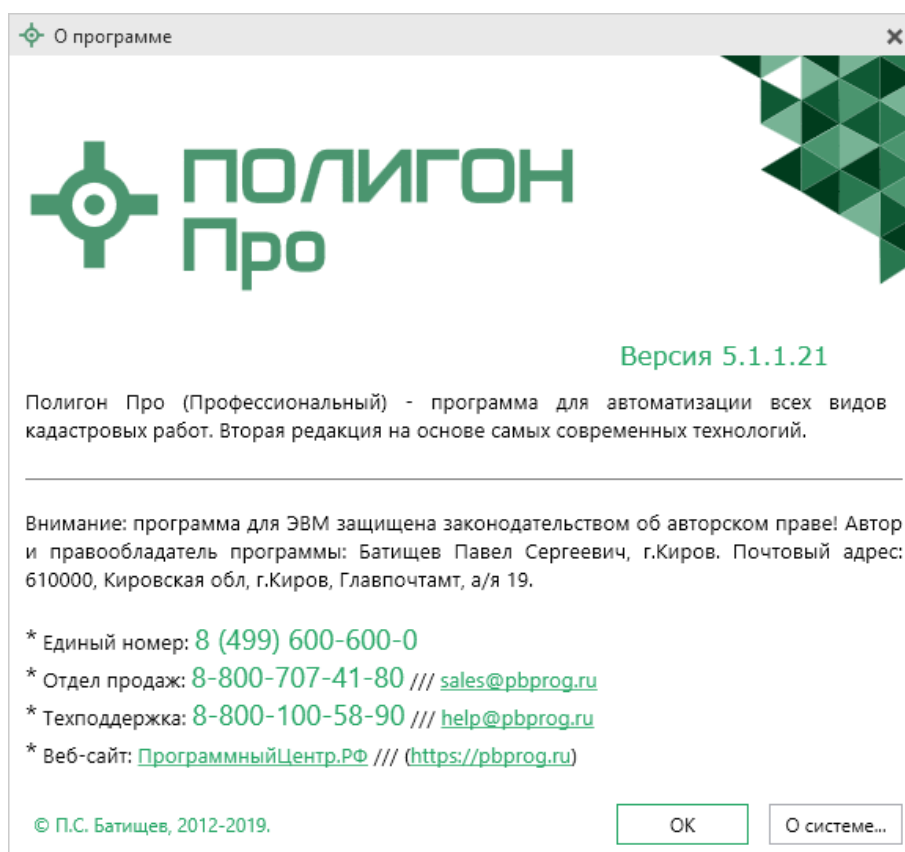 О программе
ПОЛИГОН
Про
Версия 5.1.1.21
Полигон Про (Профессиональный) - программа для автоматизации всех видов
кадастровых работ. Вторая редакция на основе самых современных технологий.
Внимание: программа для ЭВМ защищена законодательством об авторском праве! Автор
и правообладатель программы: Батищев Павел Сергеевич, г.Киров. Почтовый адрес:
610000, Кировская обл, г.Киров, Главпочтамт, а/я 19.
* Единый номер: 8 (499) 600-600-0
* Отдел продаж: 8-800-707-41-80 /// sales@pbprog.ru
* Техподдержка: 8-800-100-58-90 /// help@pbprog.ru
* Веб-сайт: ПрограммныйЦентр.РФ /// (https://pbprog.ru)
© П.С. Батищев, 2012-2019.
ОК
О системе...